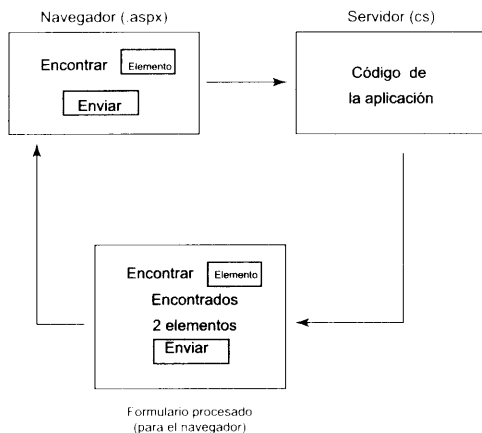 Navegador (.aspx)
Servidor (cs)
Encontrar Elemento
Enviar
Código de
la aplicación
Encontrar Elemento
Encontrados
2 elementos
Enviar
Formulario procesado
(para el navegador)